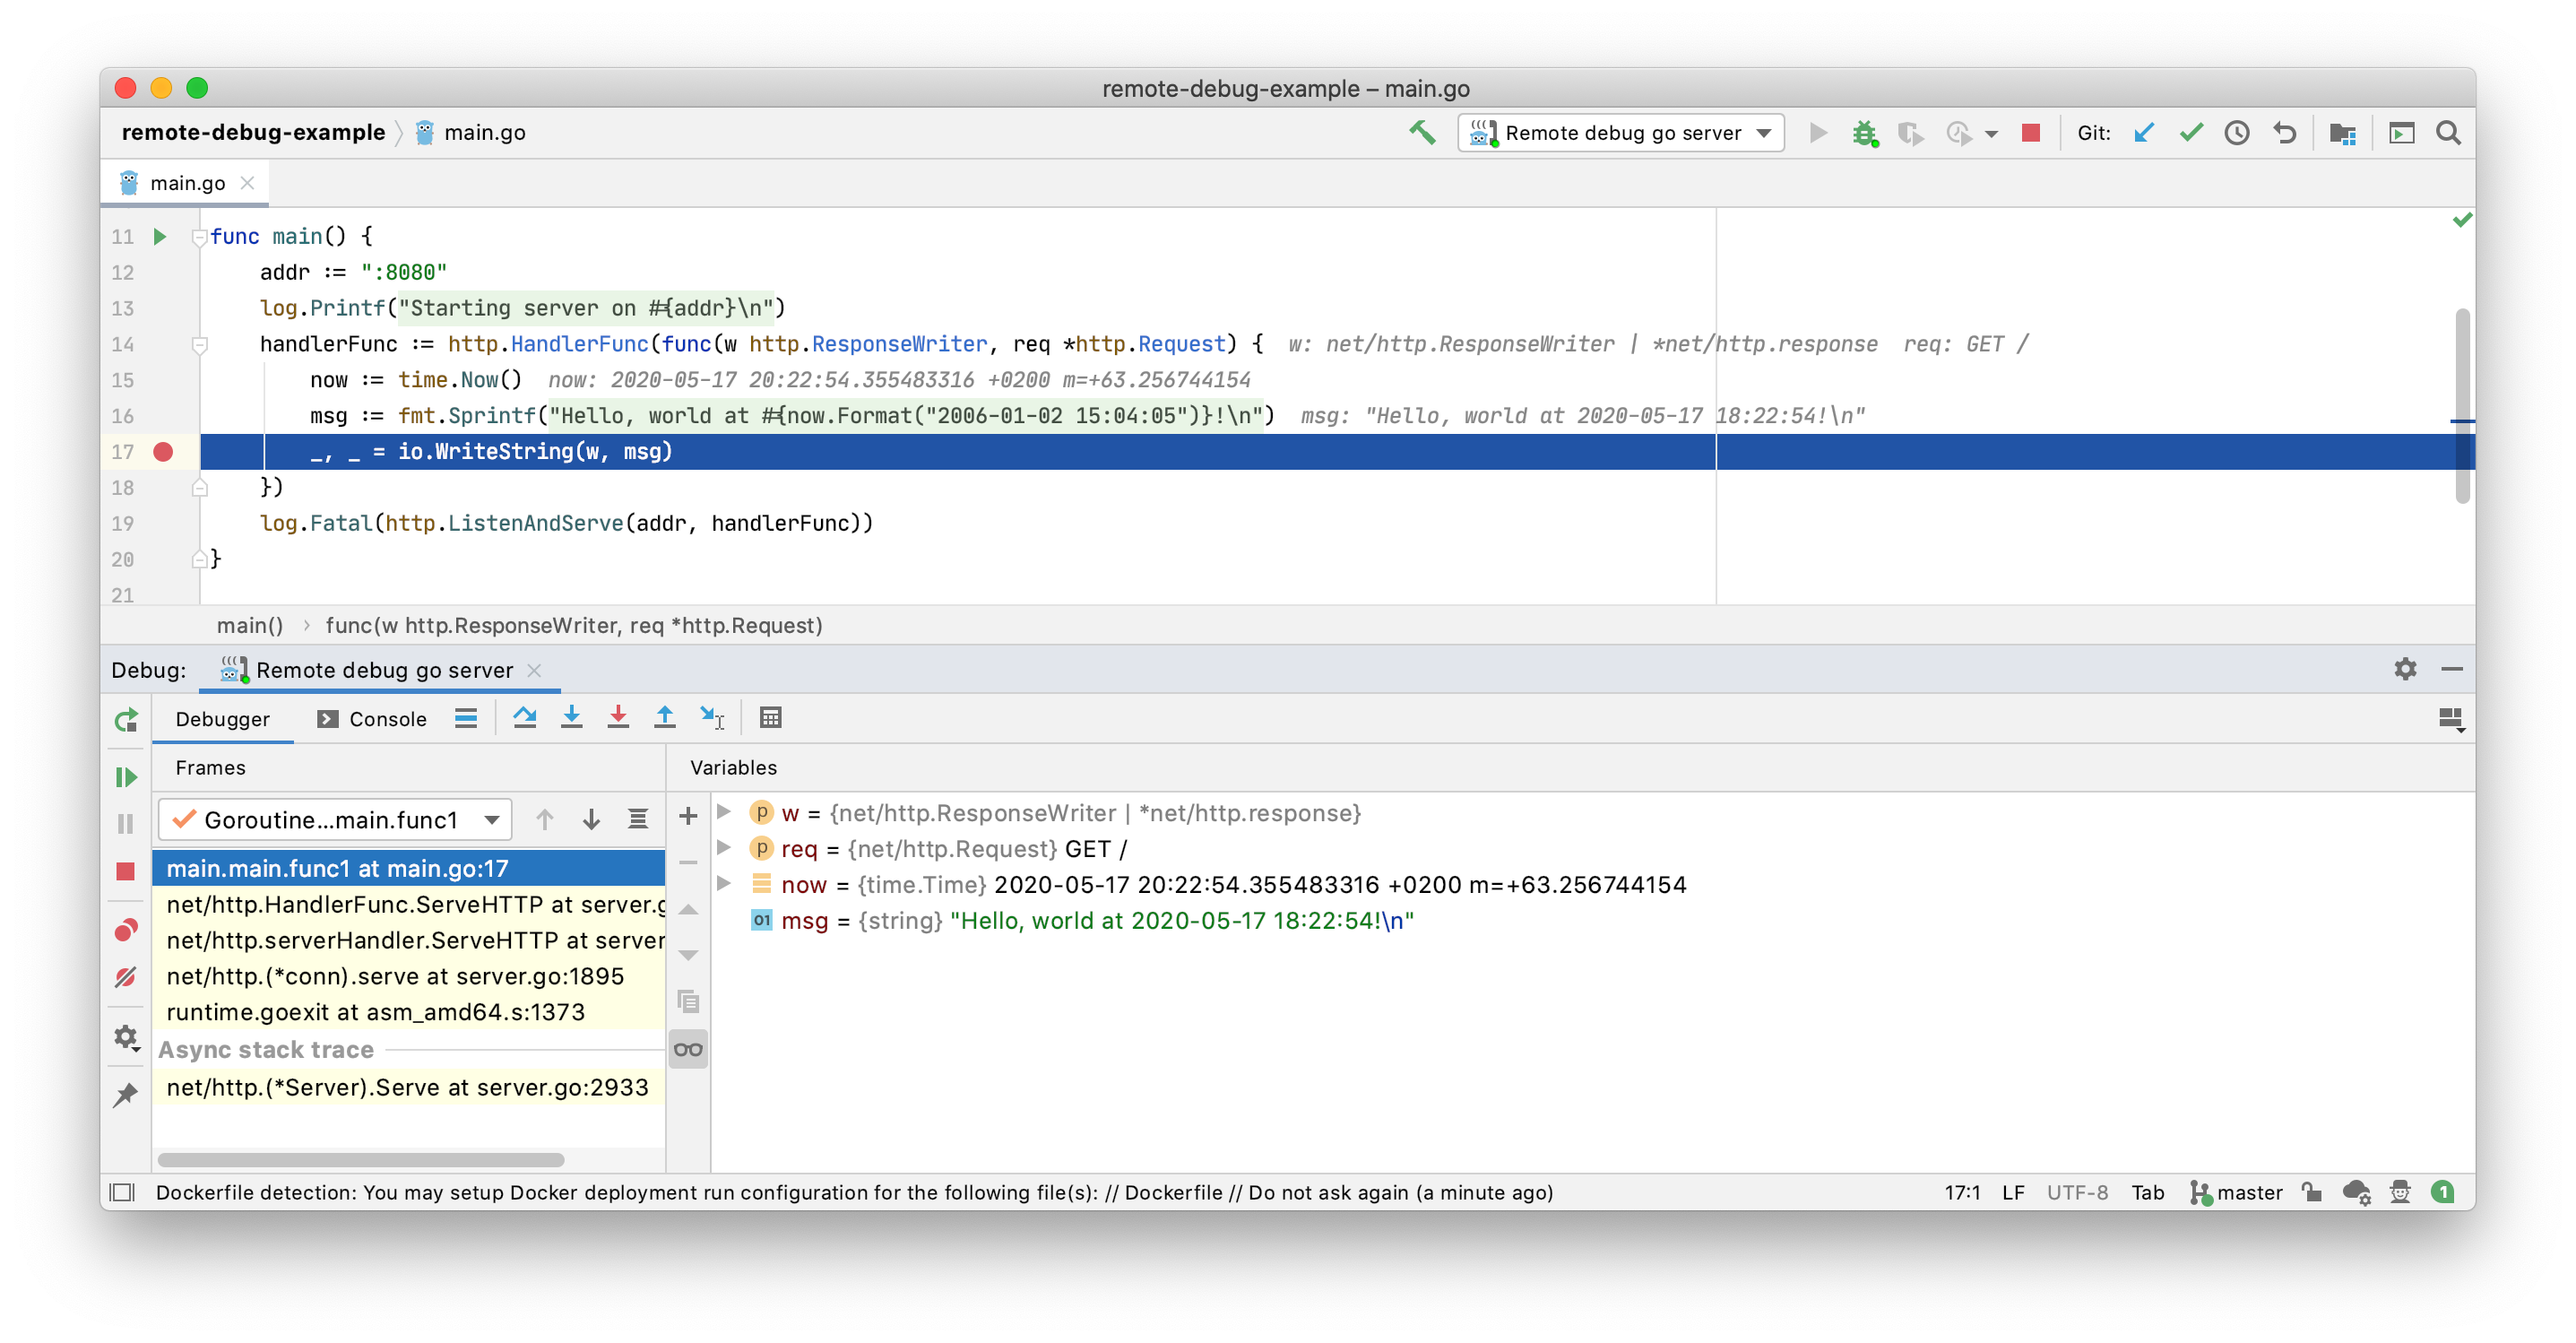 remote-debug-example – main.go
remote-debug-example main.go
Remote debug go server
Git:
main.go
11 func main() {
12 addr := ":8080"
13 log.Printf("Starting server on #{addr}\n")
14 handlerFunc := http.HandlerFunc(func(w http.ResponseWriter, req *http.Request) { w: net/http.ResponseWriter | *net/http.response req: GET /
15 now := time.Now() now: 2020-05-17 20:22:54.355483316 +0200 m=+63.256744154
16 msg := fmt.Sprintf("Hello, world at #{now.Format("2006-01-02 15:04:05")}!\n") msg: "Hello, world at 2020-05-17 18:22:54!\n"
17 _, _ = io.WriteString(w, msg)
18 })
19 log.Fatal(http.ListenAndServe(addr, handlerFunc))
20 }
21
main() › func(w http.ResponseWriter, req *http.Request)
Debug: Remote debug go server
Debugger Console
Frames
Variables
Goroutine...main.func1
main.main.func1 at main.go:17
net/http.HandlerFunc.ServeHTTP at server.g
net/http.serverHandler.ServeHTTP at server
net/http.(*conn).serve at server.go:1895
runtime.goexit at asm_amd64.s:1373
Async stack trace
net/http.(*Server).Serve at server.go:2933
p w = {net/http.ResponseWriter | *net/http.response}
p req = {net/http.Request} GET /
now = {time.Time} 2020-05-17 20:22:54.355483316 +0200 m=+63.256744154
01 msg = {string} "Hello, world at 2020-05-17 18:22:54!\n"
Dockerfile detection: You may setup Docker deployment run configuration for the following file(s): // Dockerfile // Do not ask again (a minute ago)
17:1 LF UTF-8 Tab master 1